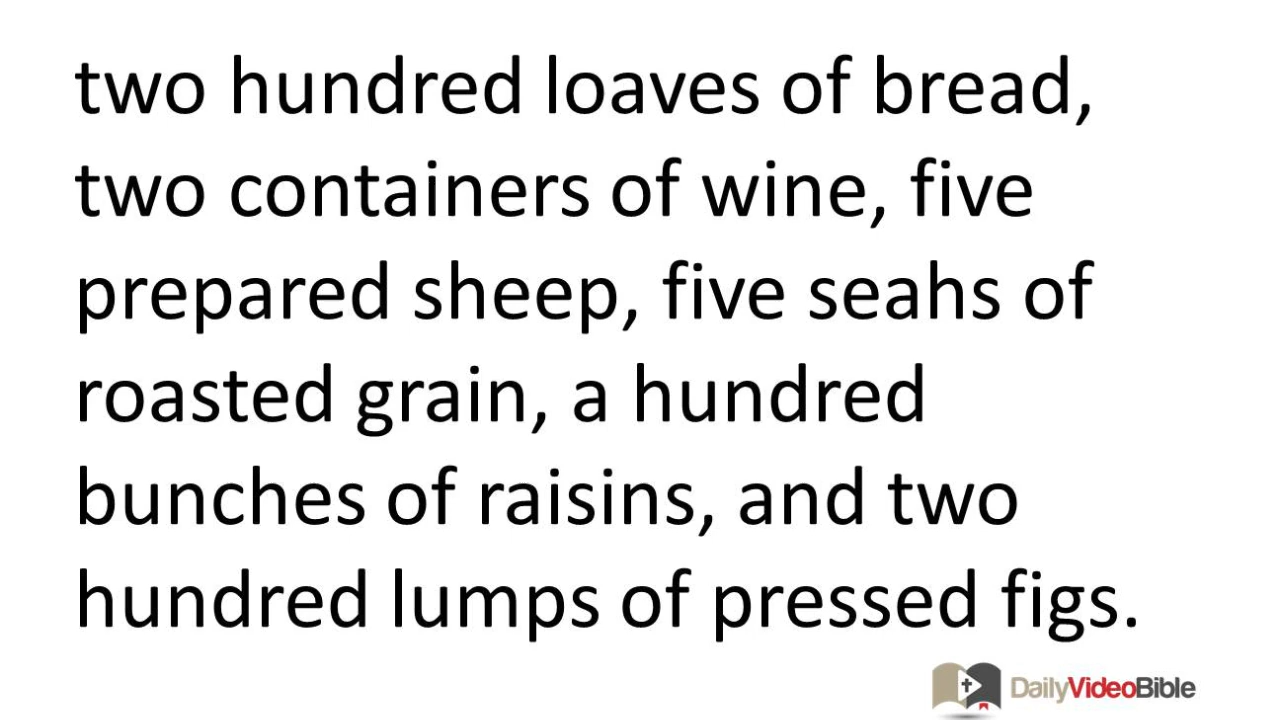 two hundred loaves of bread,
two containers of wine, five
prepared sheep, five seahs of
roasted grain, a hundred
bunches of raisins, and two
hundred lumps of pressed figs.
DailyVideoBible